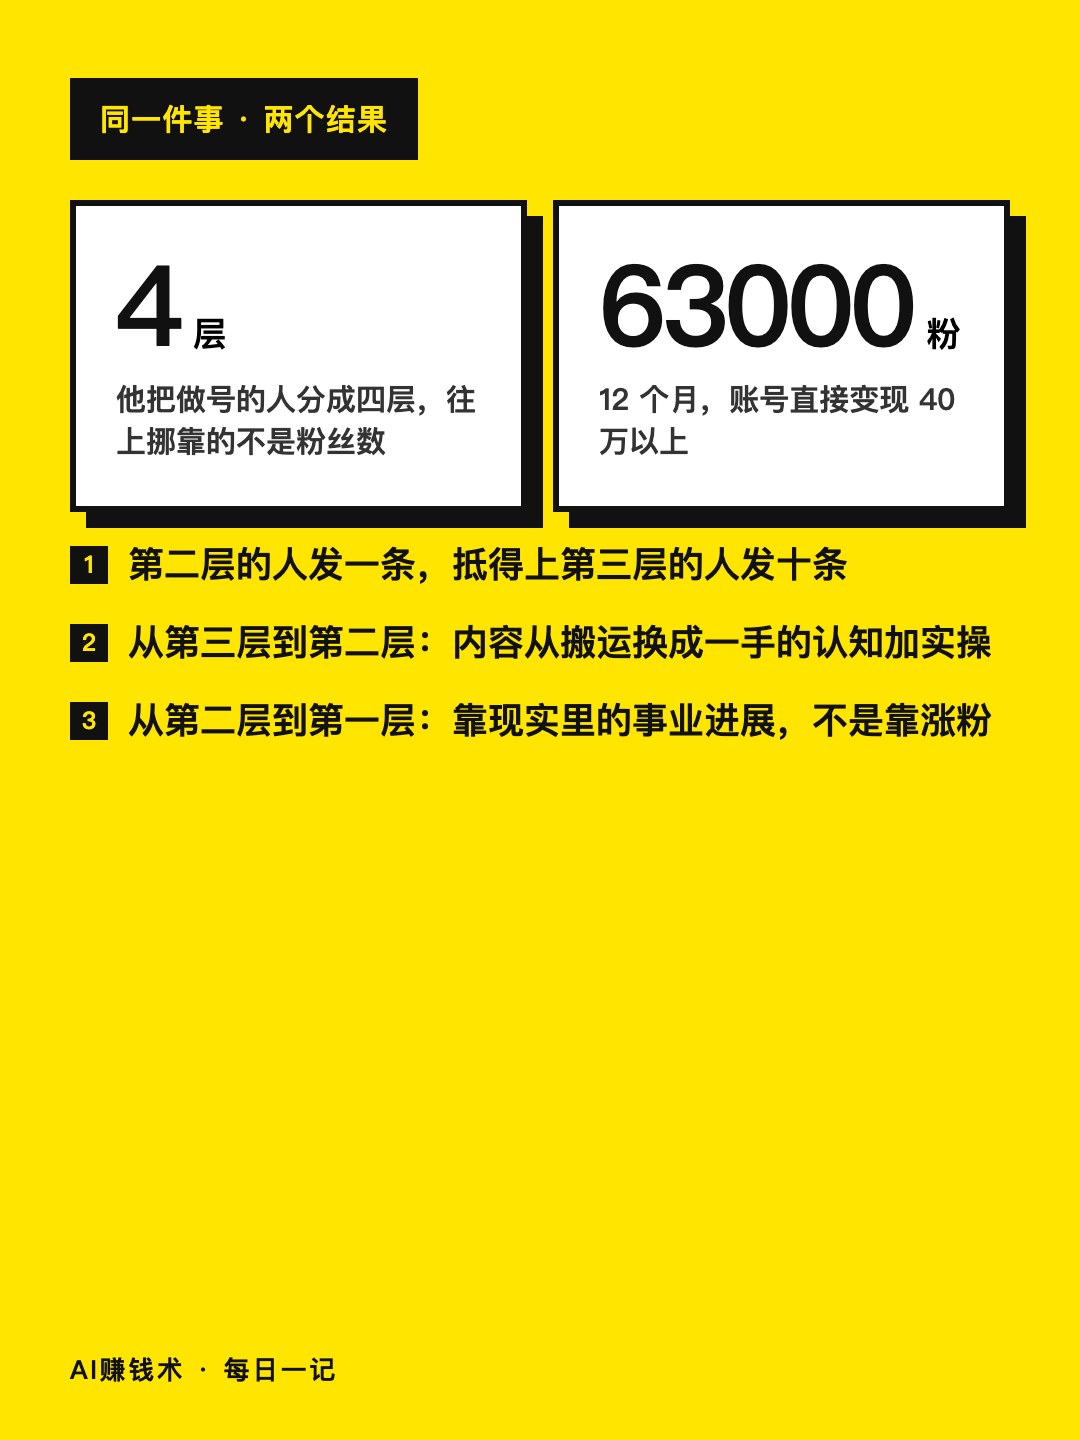 同一件事 · 两个结果
4 层
他把做号的人分成四层，往
上挪靠的不是粉丝数
63000 粉
12 个月，账号直接变现 40
万以上
1 第二层的人发一条，抵得上第三层的人发十条
2 从第三层到第二层：内容从搬运换成一手的认知加实操
3 从第二层到第一层：靠现实里的事业进展，不是靠涨粉
AI赚钱术 · 每日一记